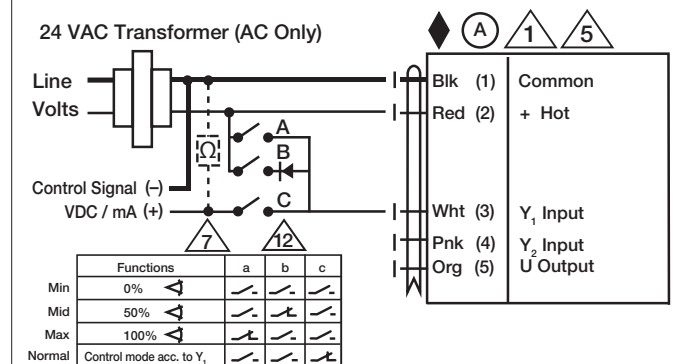 24 VAC Transformer (AC Only)
A 1 5
Line
Volts
Blk (1) Common
Red (2) + Hot
A
B
C
Ω
Control Signal (–)
VDC / mA (+)
Wht (3) Y₁ Input
Pnk (4) Y₂ Input
Org (5) U Output
7 12
Functions a b c
Min 0%
Mid 50%
Max 100%
Normal Control mode acc. to Y₁